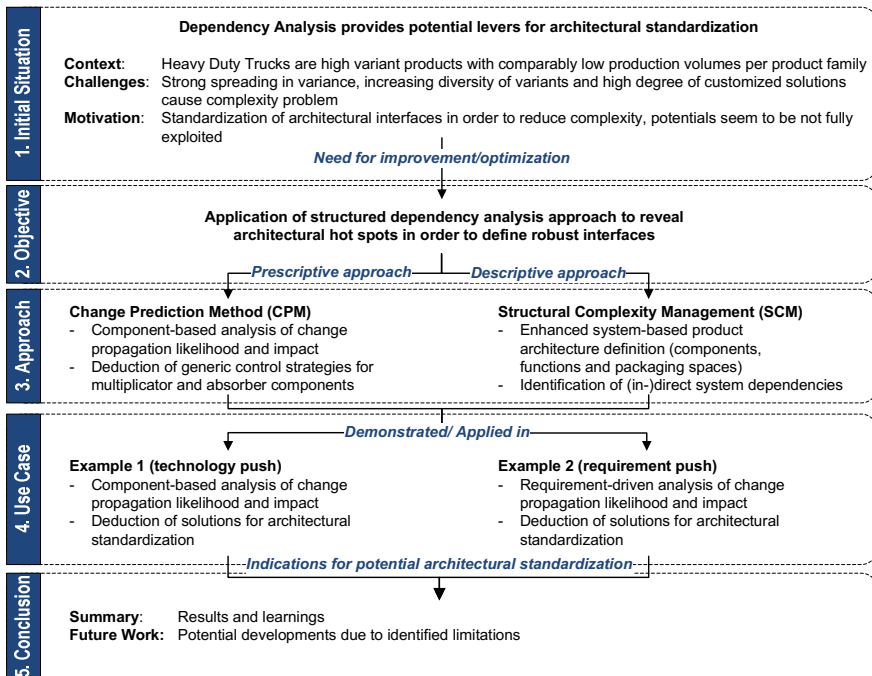 1. Initial Situation
Dependency Analysis provides potential levers for architectural standardization
Context: Heavy Duty Trucks are high variant products with comparably low production volumes per product family
Challenges: Strong spreading in variance, increasing diversity of variants and high degree of customized solutions
cause complexity problem
Motivation: Standardization of architectural interfaces in order to reduce complexity, potentials seem to be not fully
exploited
Need for improvement/optimization
2. Objective
Application of structured dependency analysis approach to reveal
architectural hot spots in order to define robust interfaces
Prescriptive approach
Descriptive approach
3. Approach
Change Prediction Method (CPM)
- Component-based analysis of change
propagation likelihood and impact
- Deduction of generic control strategies for
multiplicator and absorber components
Structural Complexity Management (SCM)
- Enhanced system-based product
architecture definition (components,
functions and packaging spaces)
- Identification of (in-)direct system dependencies
Demonstrated/ Applied in
4. Use Case
Example 1 (technology push)
- Component-based analysis of change
propagation likelihood and impact
- Deduction of solutions for architectural
standardization
Example 2 (requirement push)
- Requirement-driven analysis of change
propagation likelihood and impact
- Deduction of solutions for architectural
standardization
Indications for potential architectural standardization
5. Conclusion
Summary: Results and learnings
Future Work: Potential developments due to identified limitations